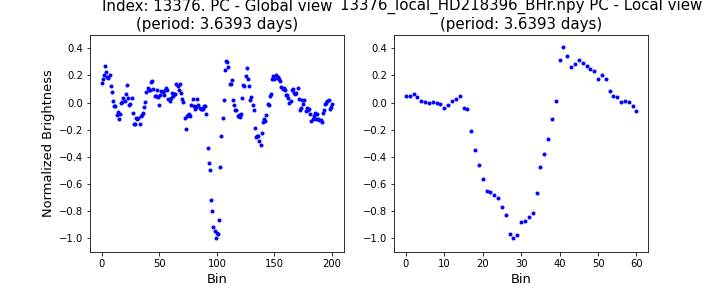 Index: 13376. PC - Global view
(period: 3.6393 days)
13376_local_HD218396_BHr.npy PC - Local view
(period: 3.6393 days)
Normalized Brightness
0.4
0.2
0.0
−0.2
−0.4
−0.6
−0.8
−1.0
0 50 100 150 200
Bin
0.4
0.2
0.0
−0.2
−0.4
−0.6
−0.8
−1.0
0 10 20 30 40 50 60
Bin